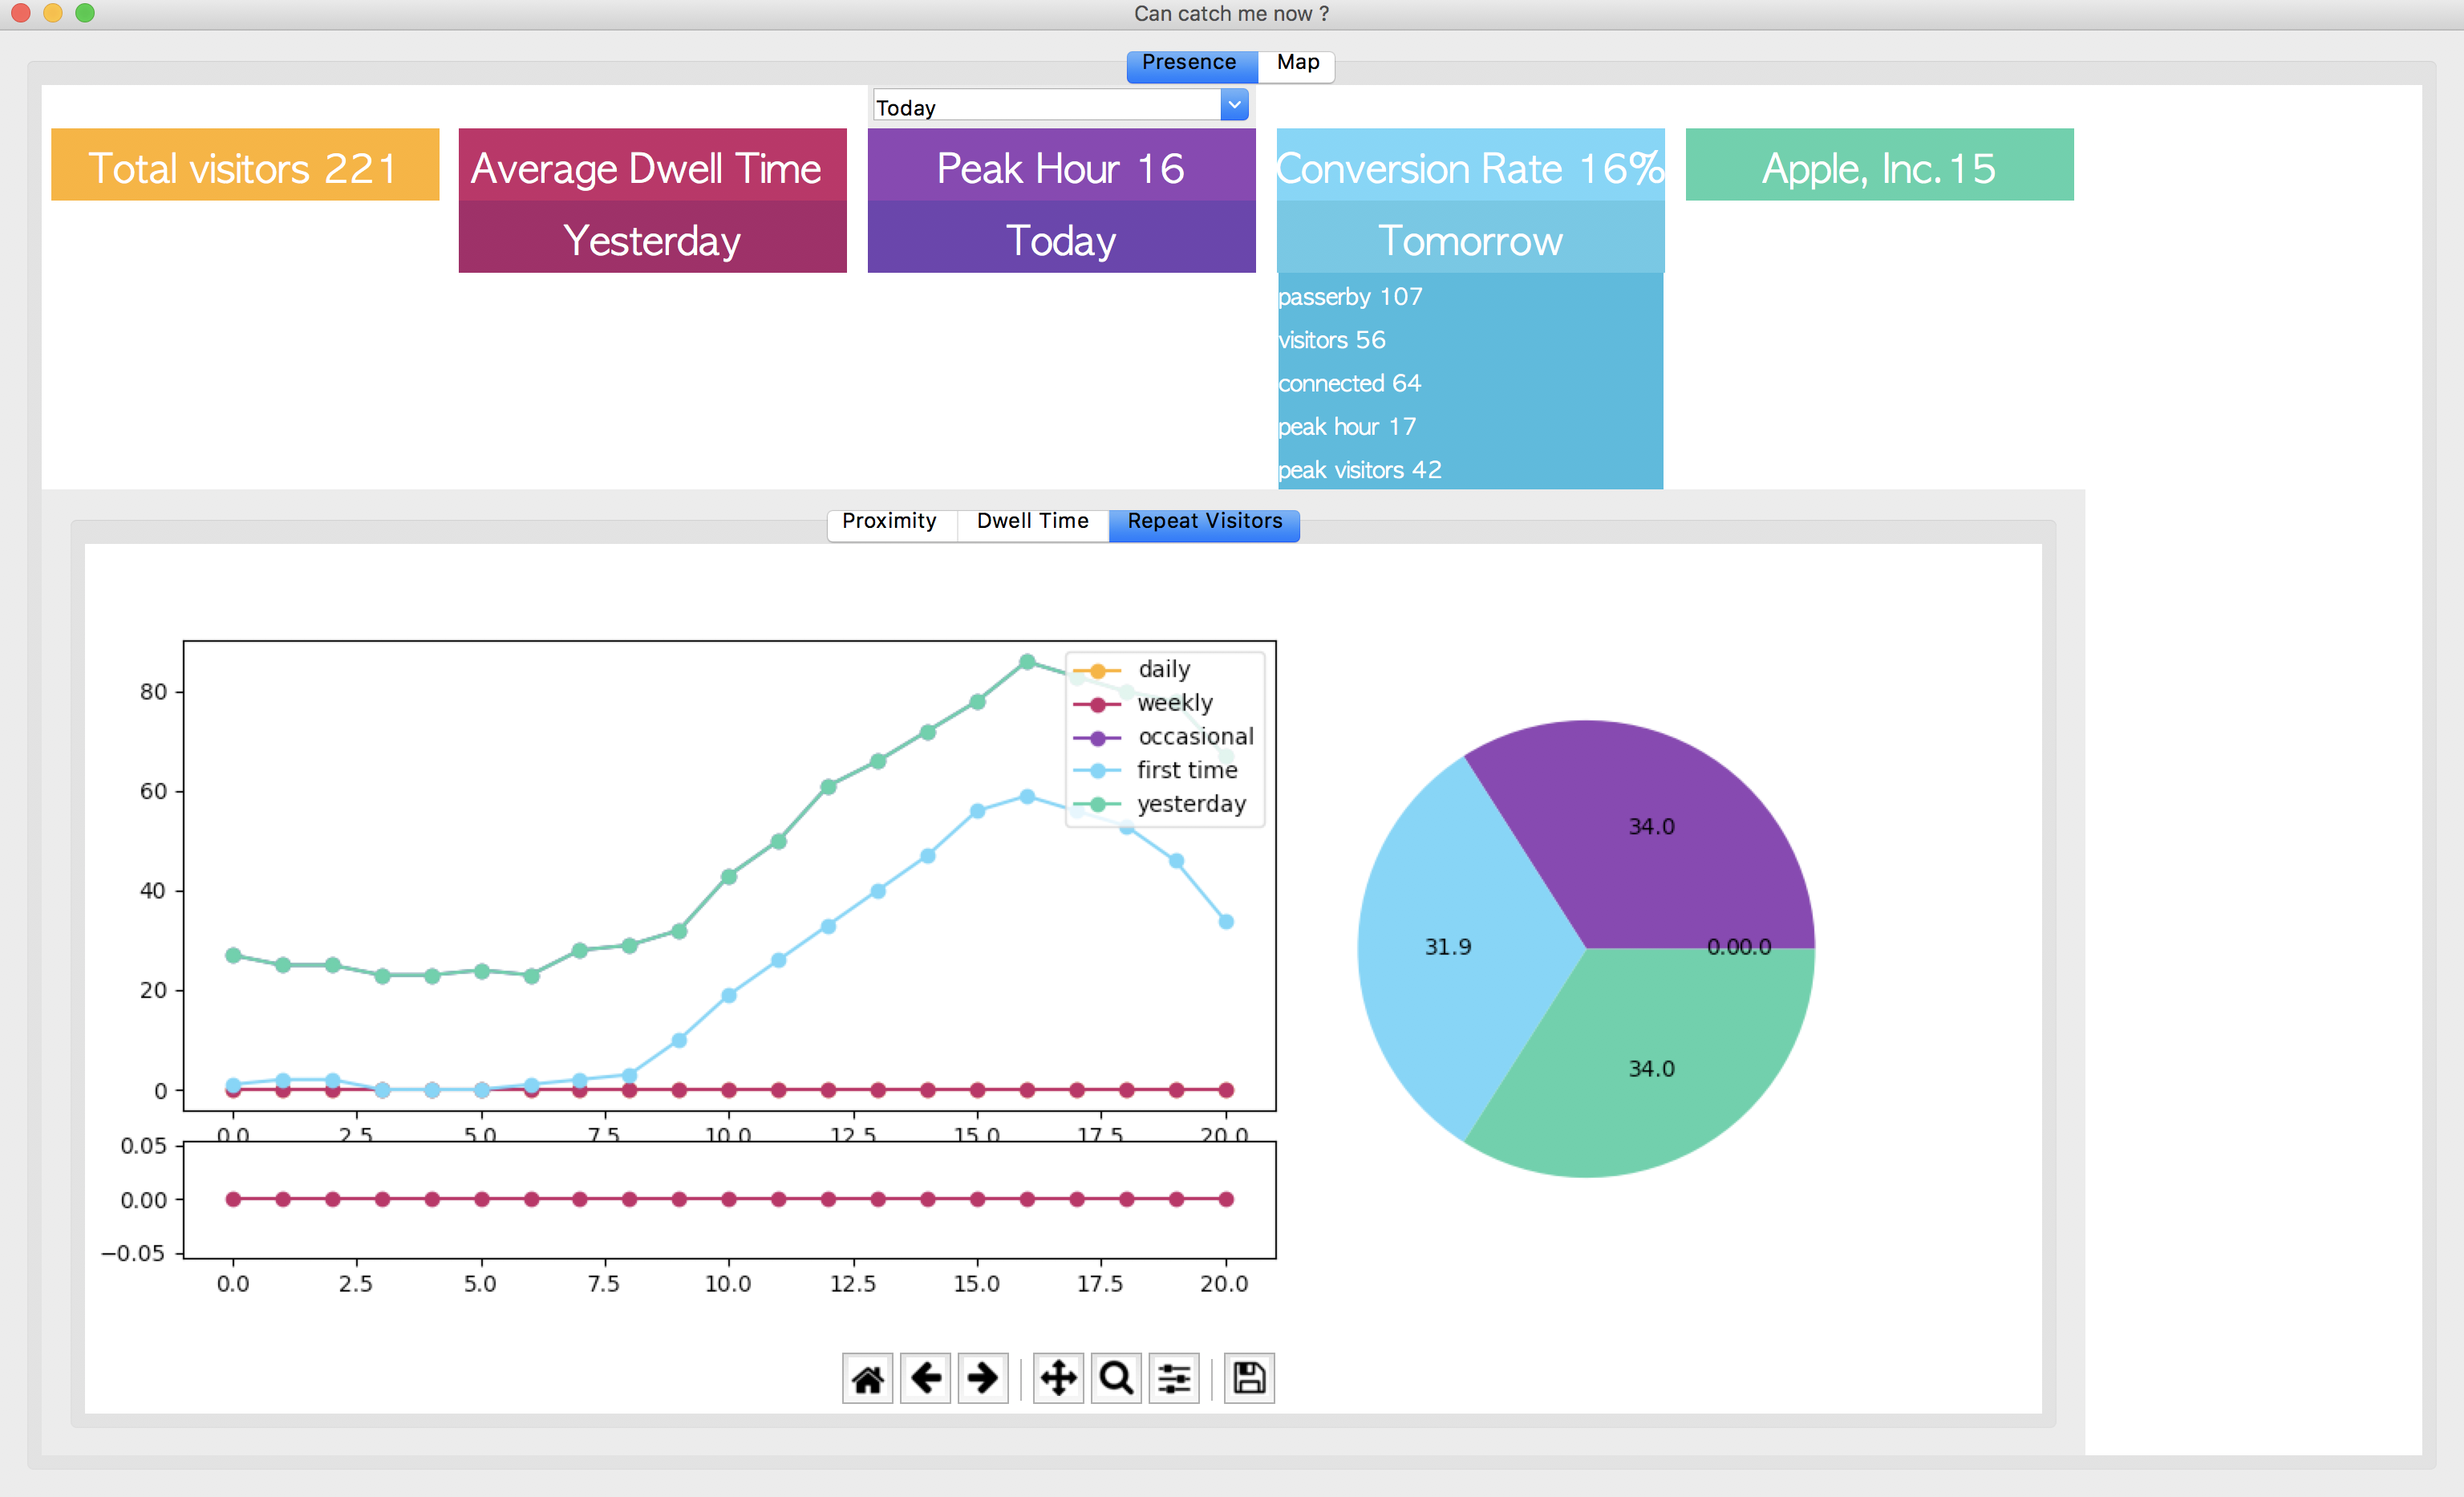 Can catch me now ?
Presence Map
Today
Total visitors 221
Average Dwell Time
Peak Hour 16
Conversion Rate 16%
Apple, Inc. 15
Yesterday
Today
Tomorrow
passerby 107
visitors 56
connected 64
peak hour 17
peak visitors 42
Proximity Dwell Time Repeat Visitors
80
60
40
20
0
0.0 2.5 5.0 7.5 10.0 12.5 15.0 17.5 20.0
daily
weekly
occasional
first time
yesterday
0.05
0.00
−0.05
0.0 2.5 5.0 7.5 10.0 12.5 15.0 17.5 20.0
34.0
31.9
0.00.0
34.0